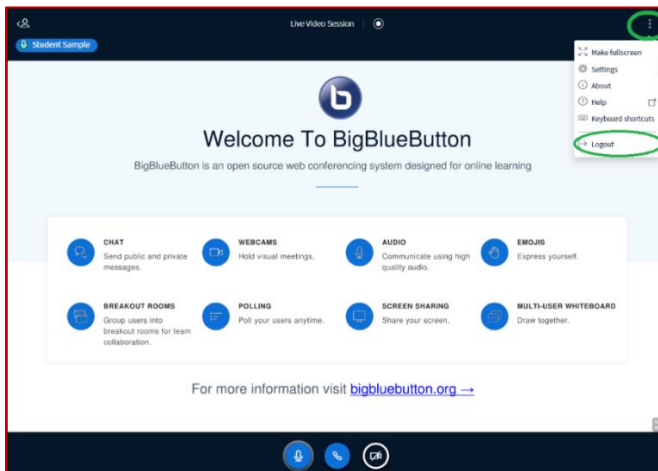 Live Video Session
Student Sample
Make fullscreen
Settings
About
Help
Keyboard shortcuts
Logout
b
Welcome To BigBlueButton
BigBlueButton is an open source web conferencing system designed for online learning
CHAT
Send public and private
messages.
WEBCAMS
Hold visual meetings.
AUDIO
Communicate using high
quality audio.
EMOJIS
Express yourself.
BREAKOUT ROOMS
Group users into
breakout rooms for team
collaboration.
POLLING
Poll your users anytime.
SCREEN SHARING
Share your screen.
MULTI-USER WHITEBOARD
Draw together.
For more information visit bigbluebutton.org →